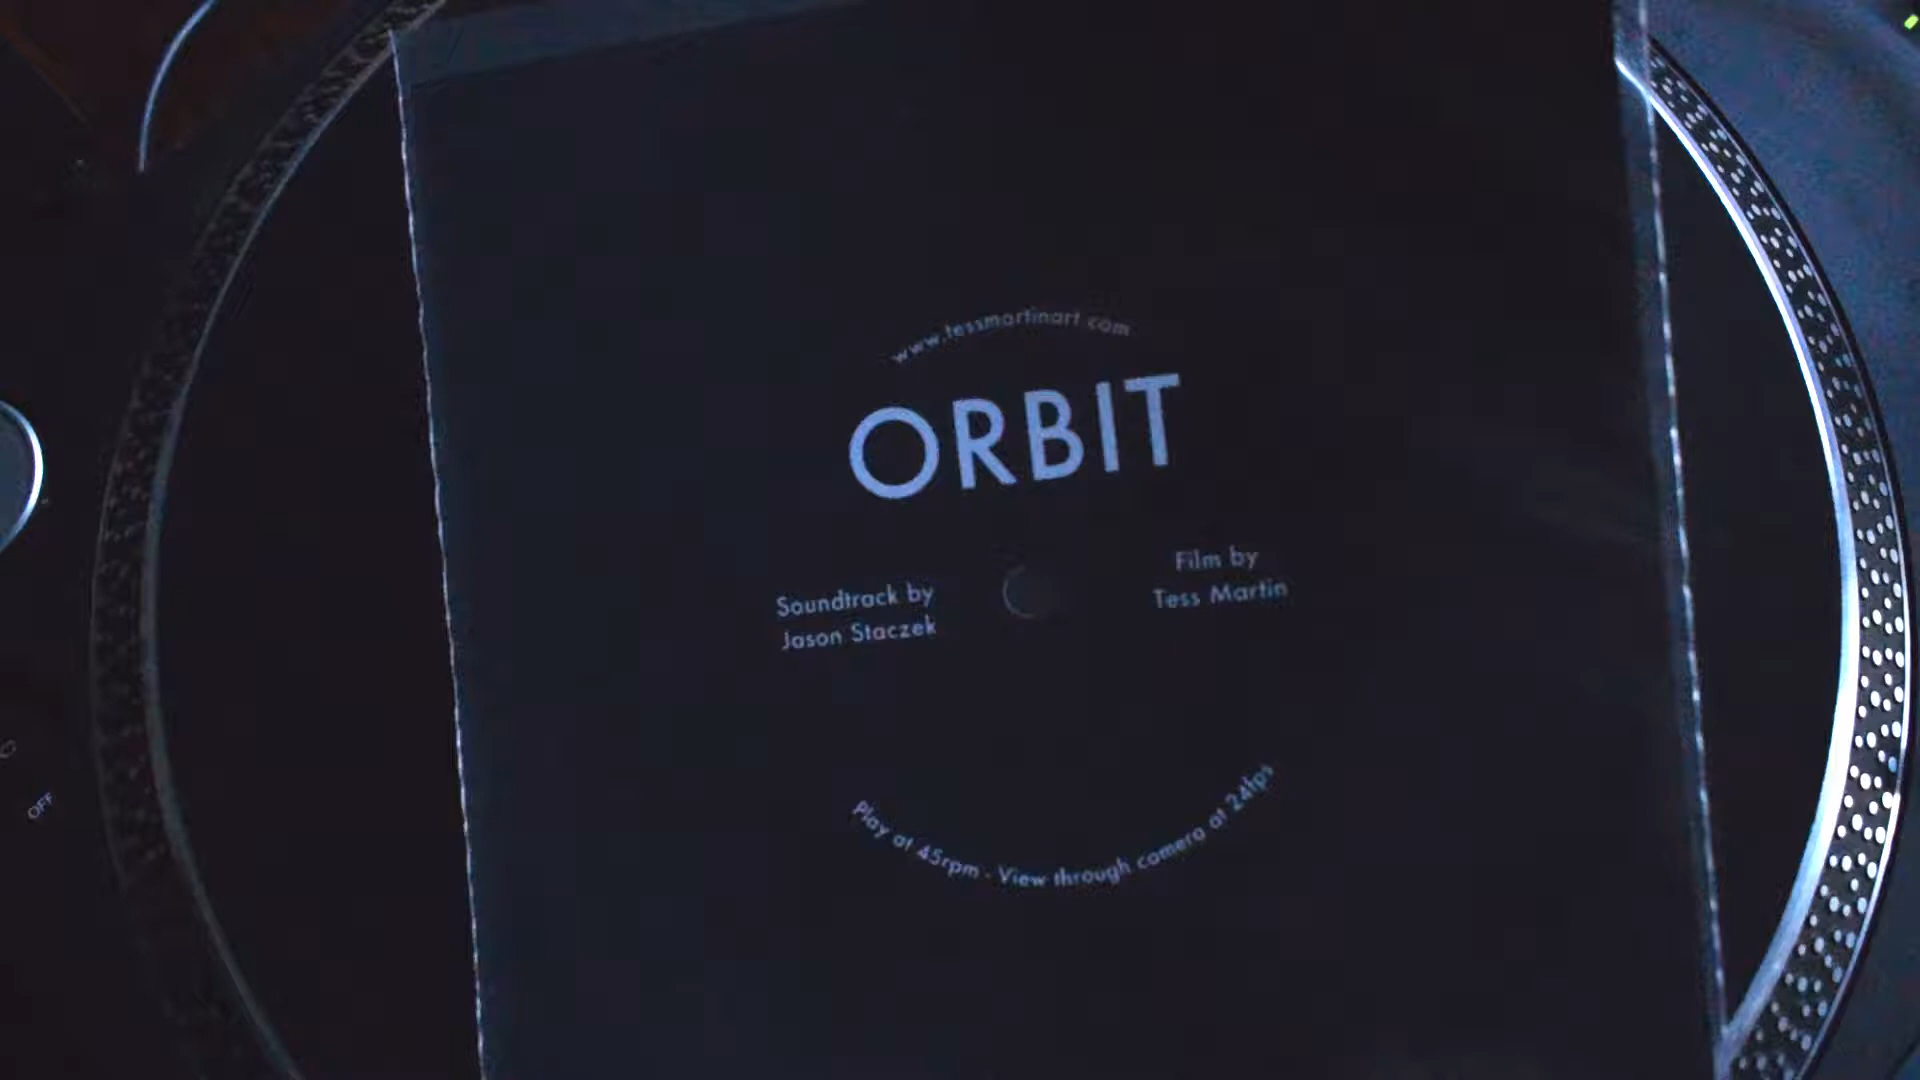 www.tessmartinart.com
ORBIT
Soundtrack by
Jason Staczek
Film by
Tess Martin
Play at 45rpm - View through camera at 24fps
OFF